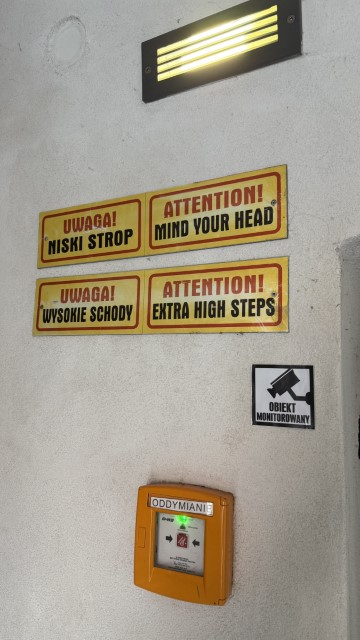 UWAGA!
NISKI STROP
ATTENTION!
MIND YOUR HEAD
UWAGA!
WYSOKIE SCHODY
ATTENTION!
EXTRA HIGH STEPS
OBIEKT
MONITOROWANY
ODDYMIANIE